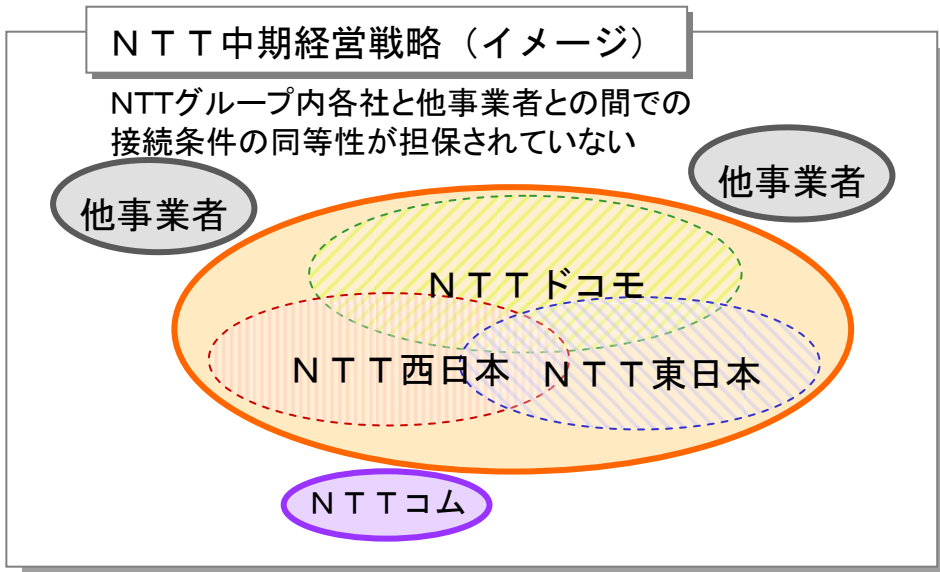 ＮＴＴ中期経営戦略（イメージ）
NTTグループ内各社と他事業者との間での
接続条件の同等性が担保されていない
他事業者
他事業者
ＮＴＴドコモ
ＮＴＴ西日本
ＮＴＴ東日本
ＮＴＴコム